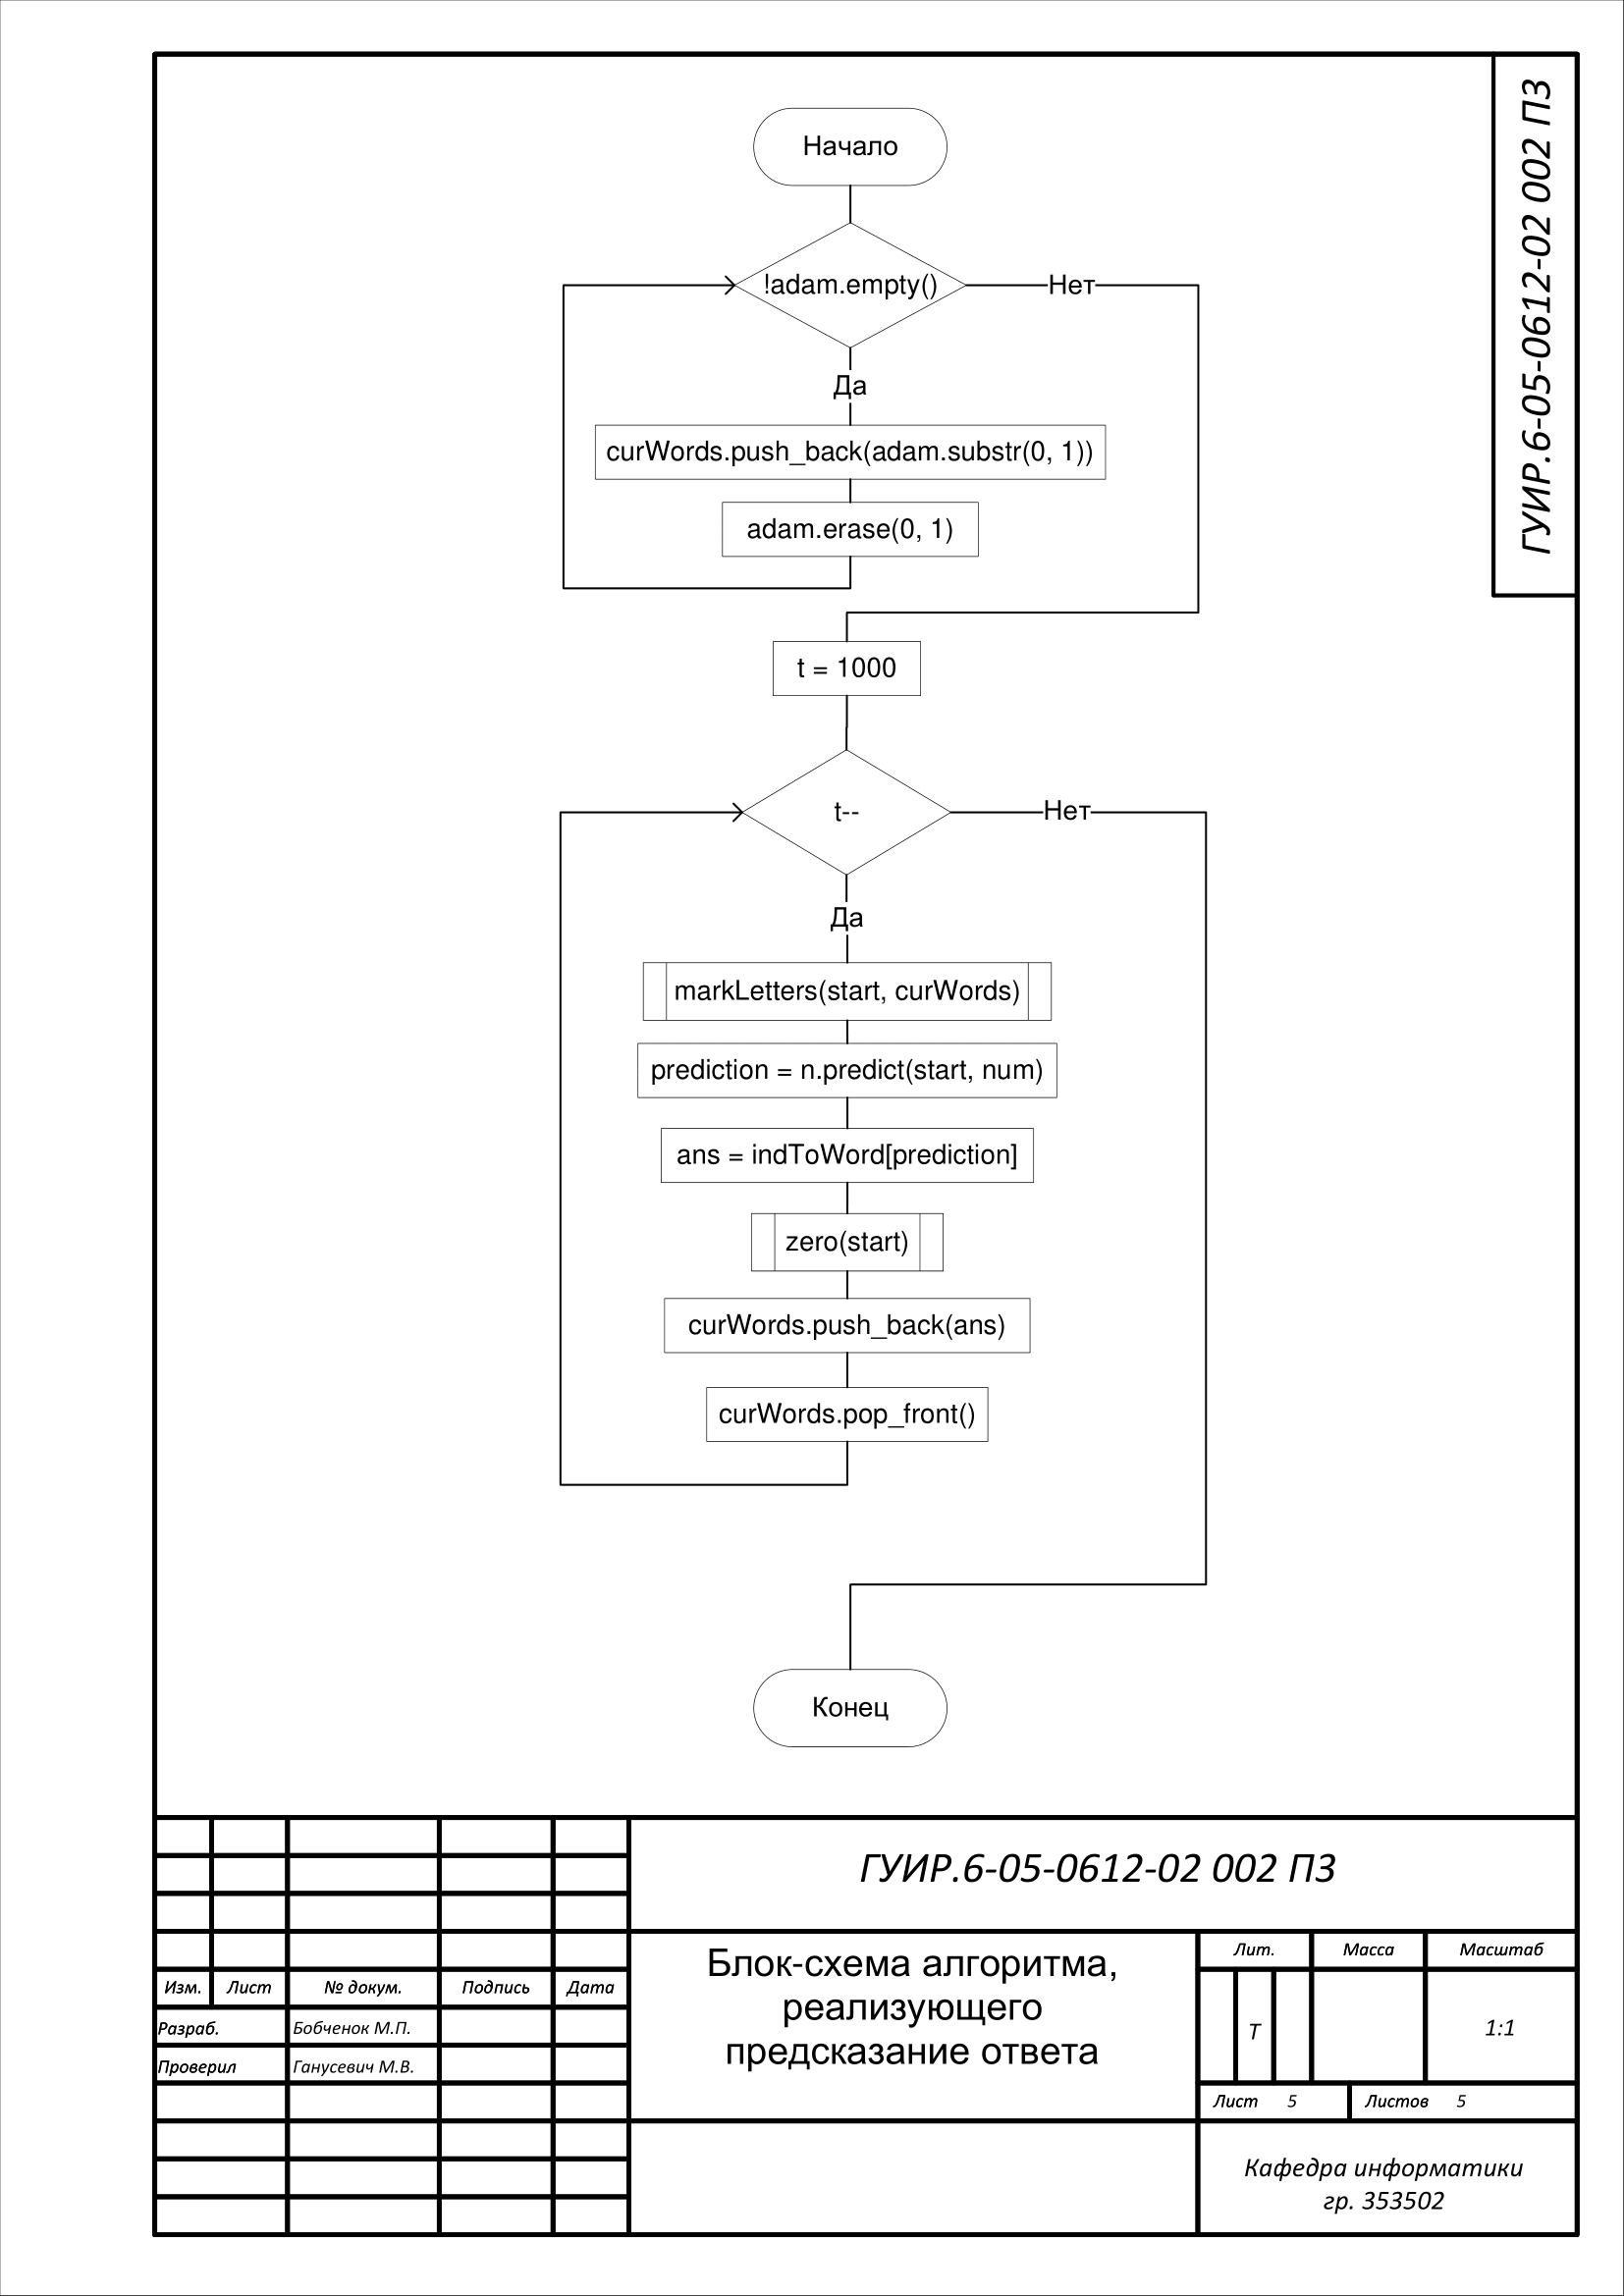 ГУИР.6-05-0612-02 002 ПЗ
Начало
!adam.empty()
Нет
Да
curWords.push_back(adam.substr(0, 1))
adam.erase(0, 1)
t = 1000
t--
Нет
Да
markLetters(start, curWords)
prediction = n.predict(start, num)
ans = indToWord[prediction]
zero(start)
curWords.push_back(ans)
curWords.pop_front()
Конец
ГУИР.6-05-0612-02 002 ПЗ
Блок-схема алгоритма,
реализующего
предсказание ответа
Лит.
Масса
Масштаб
Изм.
Лист
№ докум.
Подпись
Дата
Разраб.
Бобченок М.П.
Т
1:1
Проверил
Ганусевич М.В.
Лист 5
Листов 5
Кафедра информатики
гр. 353502